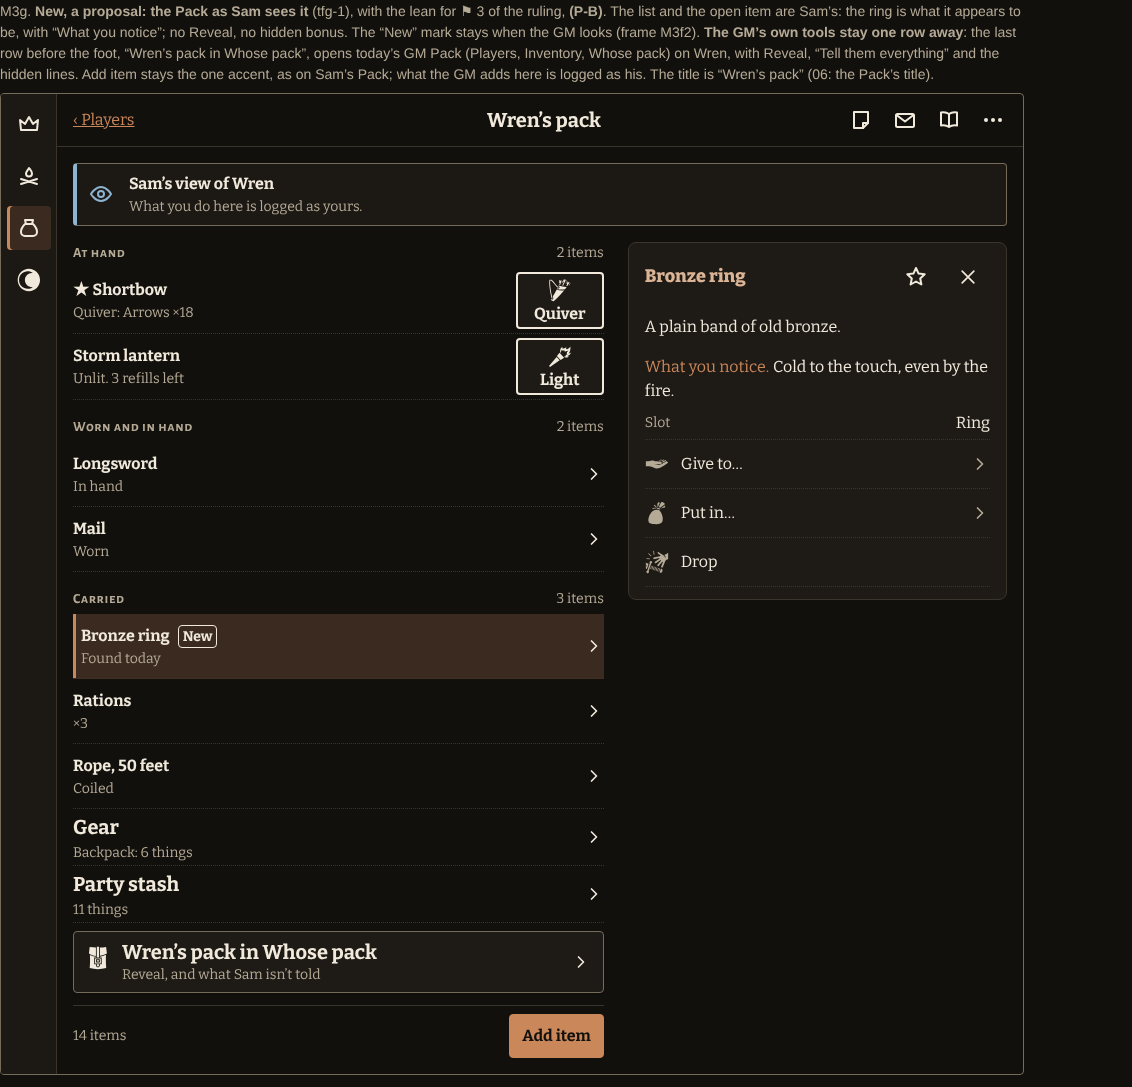 M3g. New, a proposal: the Pack as Sam sees it (tfg-1), with the lean for ⚑ 3 of the ruling, (P-B). The list and the open item are Sam’s: the ring is what it appears to
be, with “What you notice”; no Reveal, no hidden bonus. The “New” mark stays when the GM looks (frame M3f2). The GM’s own tools stay one row away: the last
row before the foot, “Wren’s pack in Whose pack”, opens today’s GM Pack (Players, Inventory, Whose pack) on Wren, with Reveal, “Tell them everything” and the
hidden lines. Add item stays the one accent, as on Sam’s Pack; what the GM adds here is logged as his. The title is “Wren’s pack” (06: the Pack’s title).
‹ Players
Wren’s pack
Sam’s view of Wren
What you do here is logged as yours.
At hand
2 items
★ Shortbow
Quiver: Arrows ×18
Quiver
Storm lantern
Unlit. 3 refills left
Light
Worn and in hand
2 items
Longsword
In hand
Mail
Worn
Carried
3 items
Bronze ring New
Found today
Rations
×3
Rope, 50 feet
Coiled
Gear
Backpack: 6 things
Party stash
11 things
Wren’s pack in Whose pack
Reveal, and what Sam isn’t told
14 items
Add item
Bronze ring
A plain band of old bronze.
What you notice. Cold to the touch, even by the
fire.
Slot
Ring
Give to…
Put in…
Drop